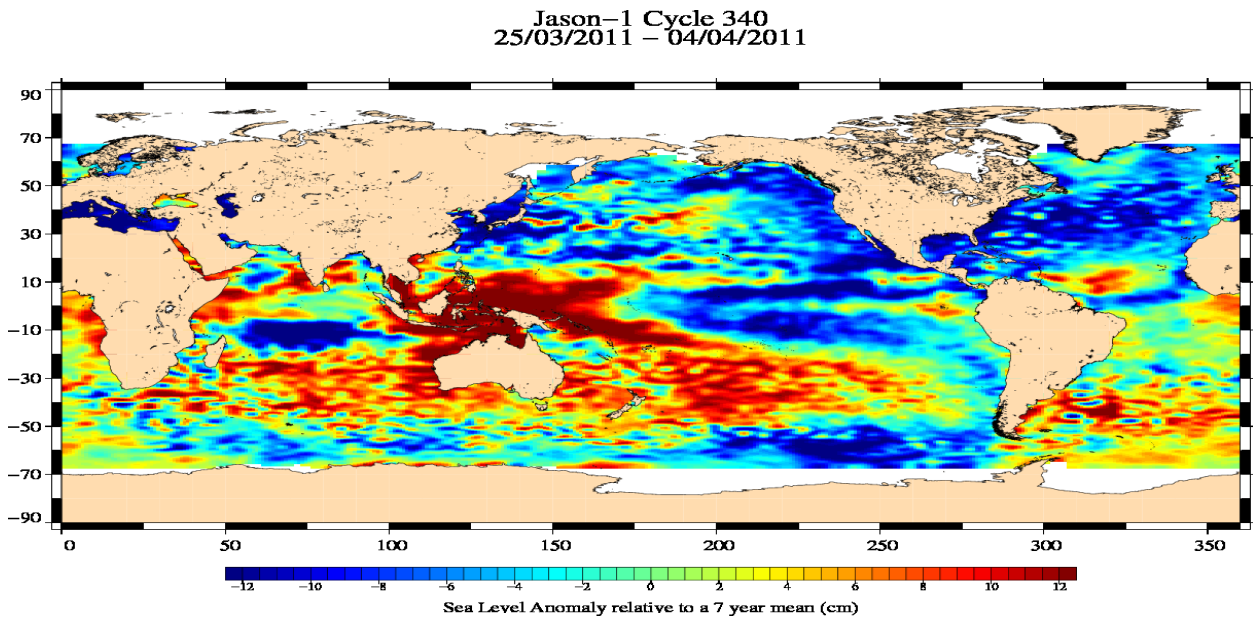 Jason−1 Cycle 340
25/03/2011 − 04/04/2011
90
70
50
30
10
−10
−30
−50
−70
−90
0 50 100 150 200 250 300 350
−12 −10 −8 −6 −4 −2 0 2 4 6 8 10 12
Sea Level Anomaly relative to a 7 year mean (cm)